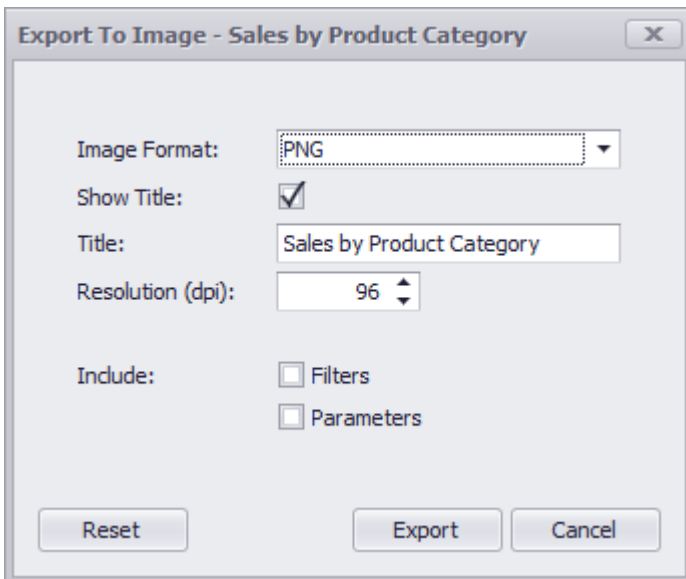 Export To Image - Sales by Product Category
Image Format: PNG
Show Title:
Title: Sales by Product Category
Resolution (dpi): 96
Include: Filters
Parameters
Reset Export Cancel